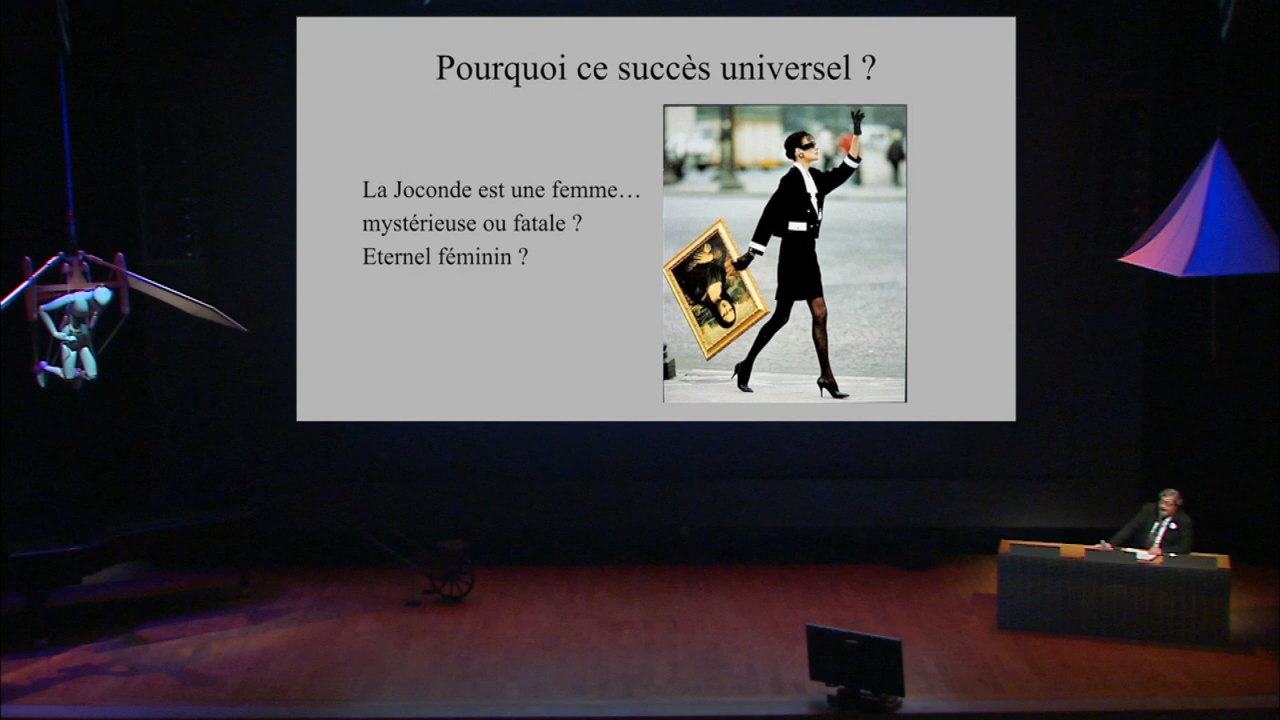 Pourquoi ce succès universel ?
La Joconde est une femme…
mystérieuse ou fatale ?
Eternel féminin ?